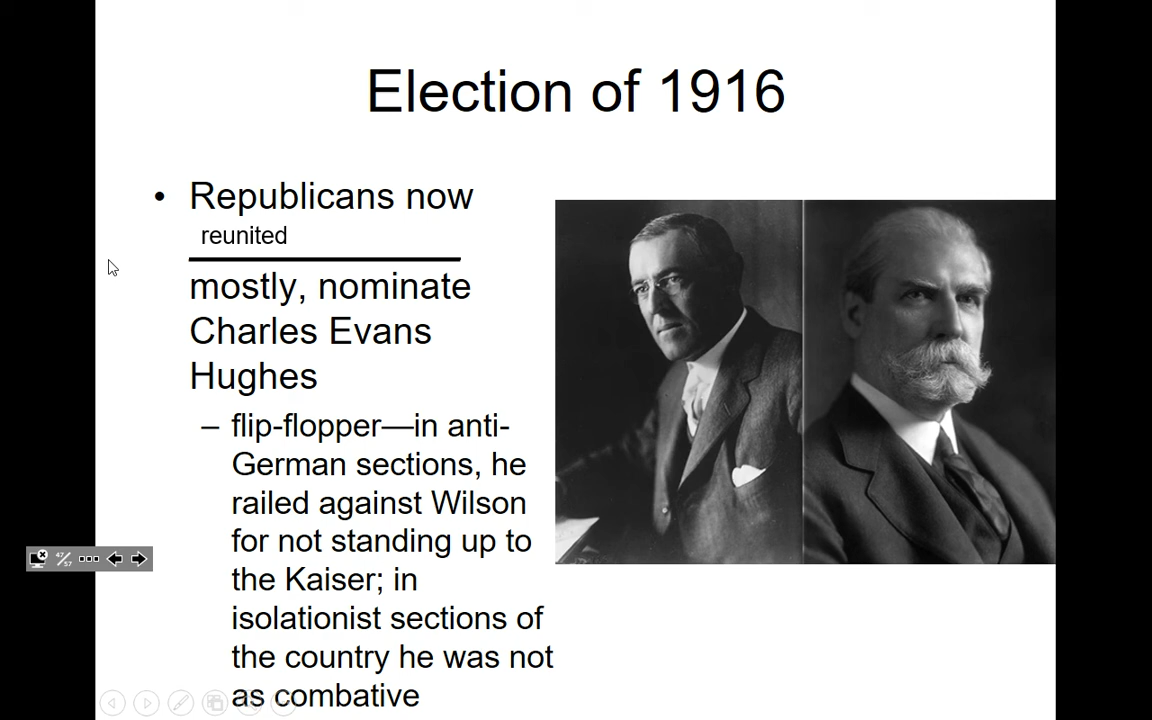 Election of 1916
• Republicans now
reunited
mostly, nominate
Charles Evans
Hughes
– flip-flopper—in anti-
German sections, he
railed against Wilson
for not standing up to
the Kaiser; in
isolationist sections of
the country he was not
as combative
47/57